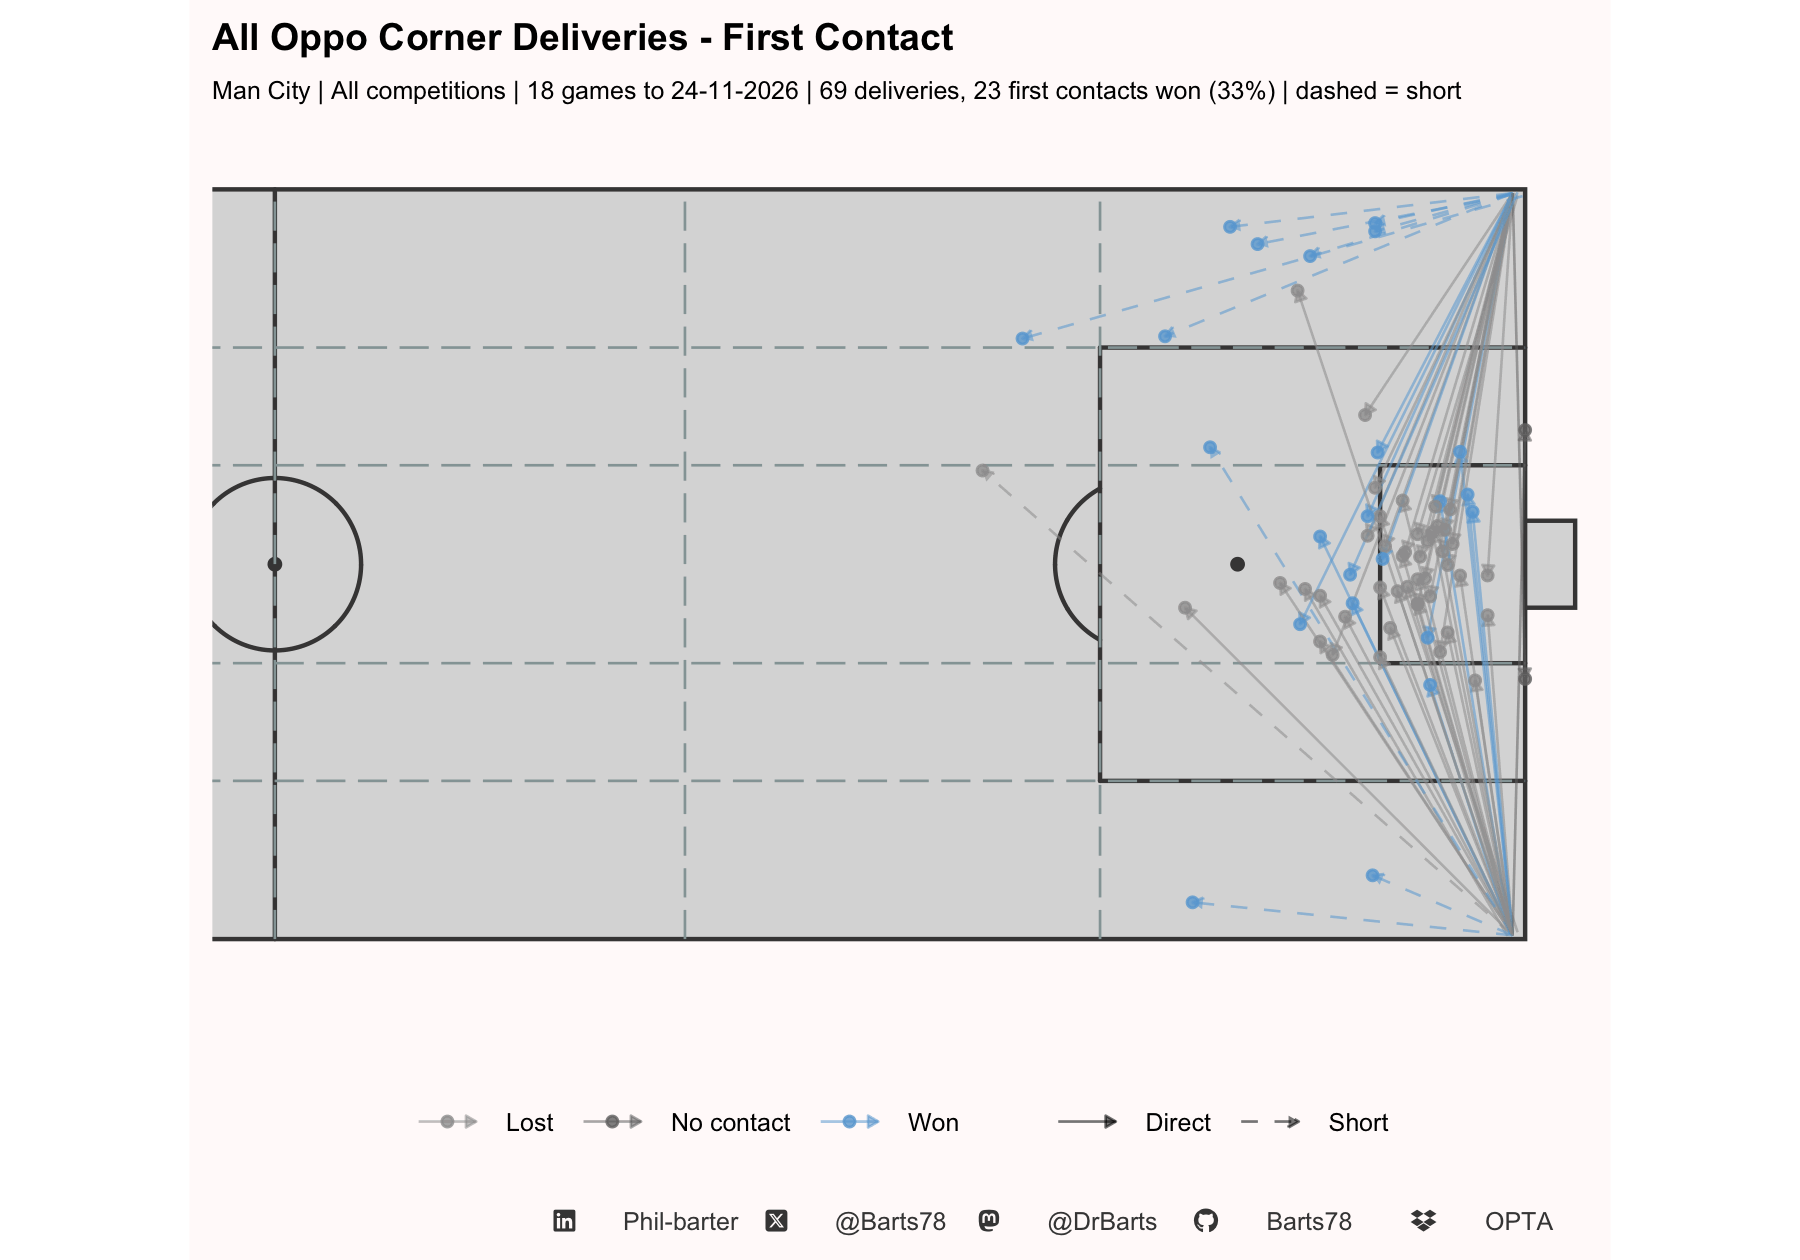 All Oppo Corner Deliveries - First Contact
Man City | All competitions | 18 games to 24-11-2026 | 69 deliveries, 23 first contacts won (33%) | dashed = short
Lost No contact Won Direct Short
Phil-barter @Barts78 @DrBarts Barts78 OPTA